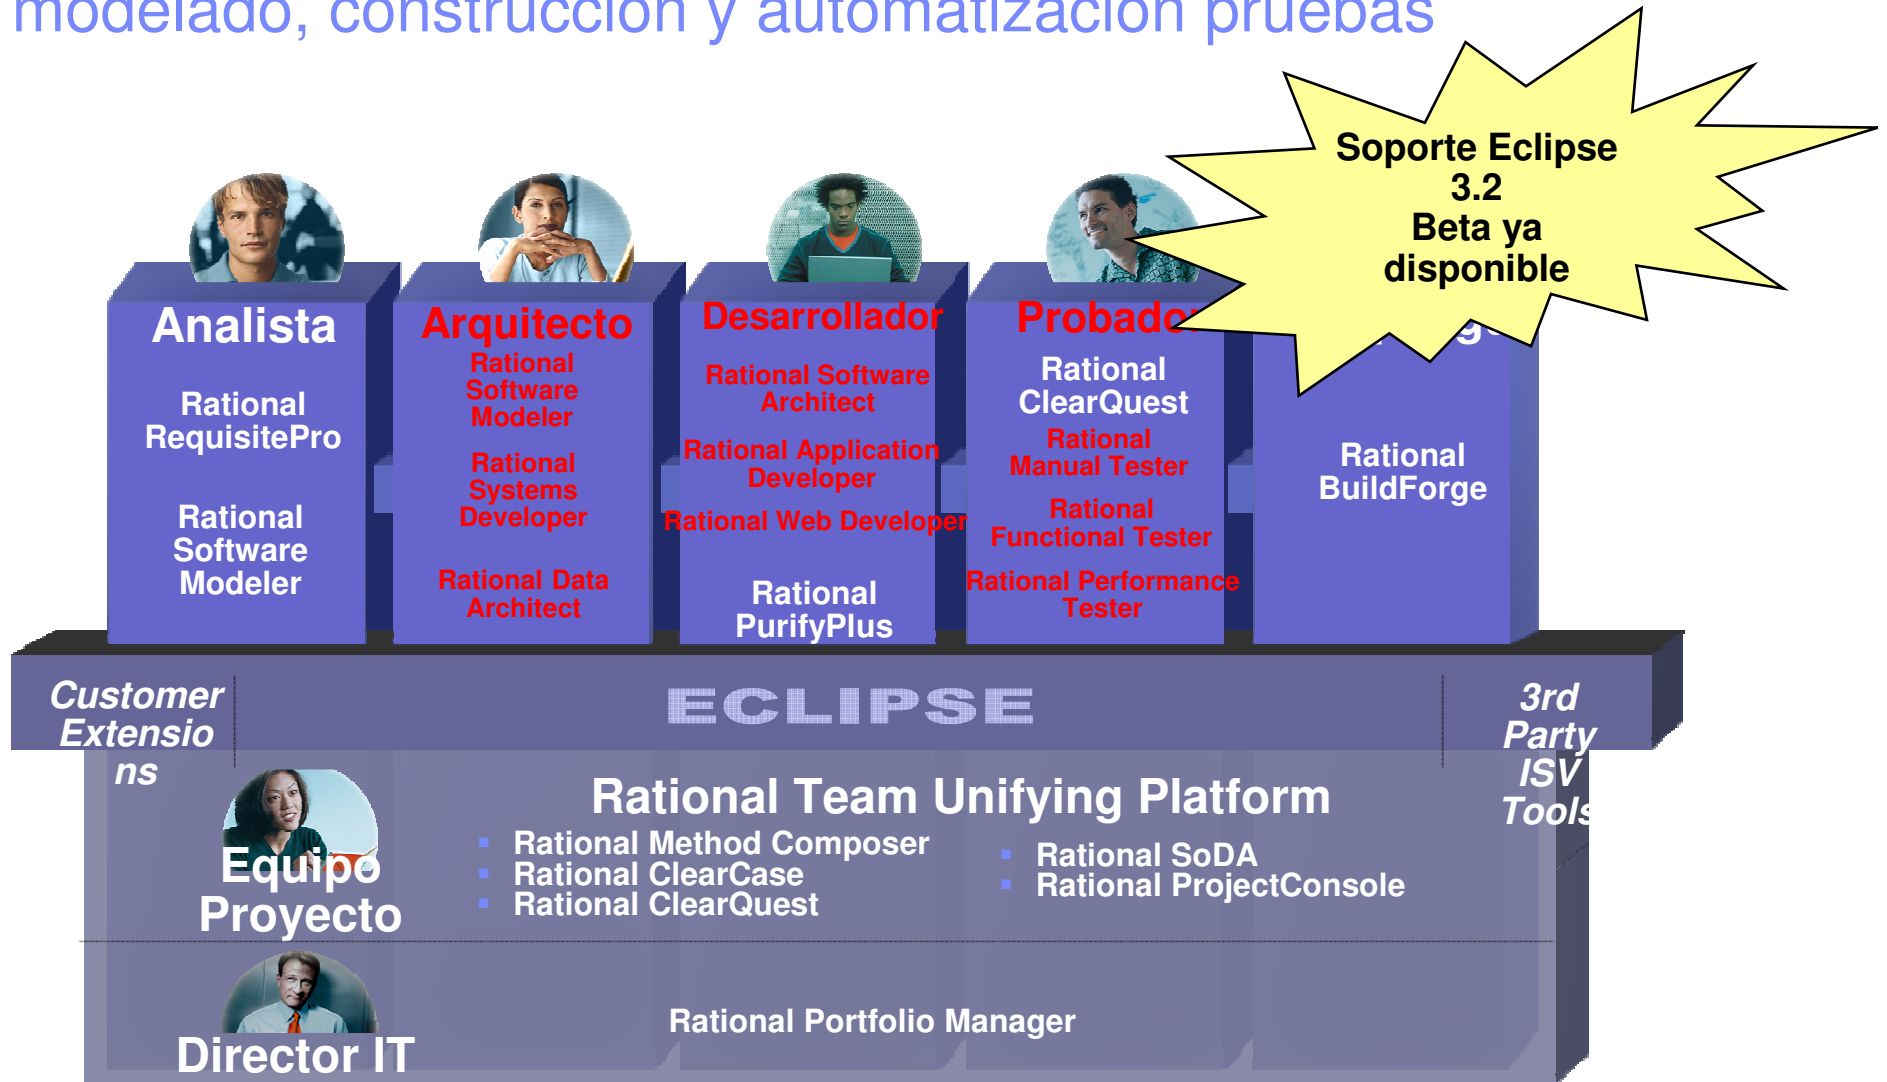 modelado, construcción y automatización pruebas
Soporte Eclipse
3.2
Beta ya
disponible
Analista
Rational
RequisitePro
Rational
Software
Modeler
Arquitecto
Rational
Software
Modeler
Rational
Systems
Developer
Rational Data
Architect
Desarrollador
Rational Software
Architect
Rational Application
Developer
Rational Web Developer
Rational
PurifyPlus
Probador
Rational
ClearQuest
Rational
Manual Tester
Rational
Functional Tester
Rational Performance
Tester
Rational
BuildForge
Customer
Extensio
ns
ECLIPSE
3rd
Party
ISV
Tools
Equipo
Proyecto
Rational Team Unifying Platform
▪ Rational Method Composer
▪ Rational ClearCase
▪ Rational ClearQuest
▪ Rational SoDA
▪ Rational ProjectConsole
Director IT
Rational Portfolio Manager